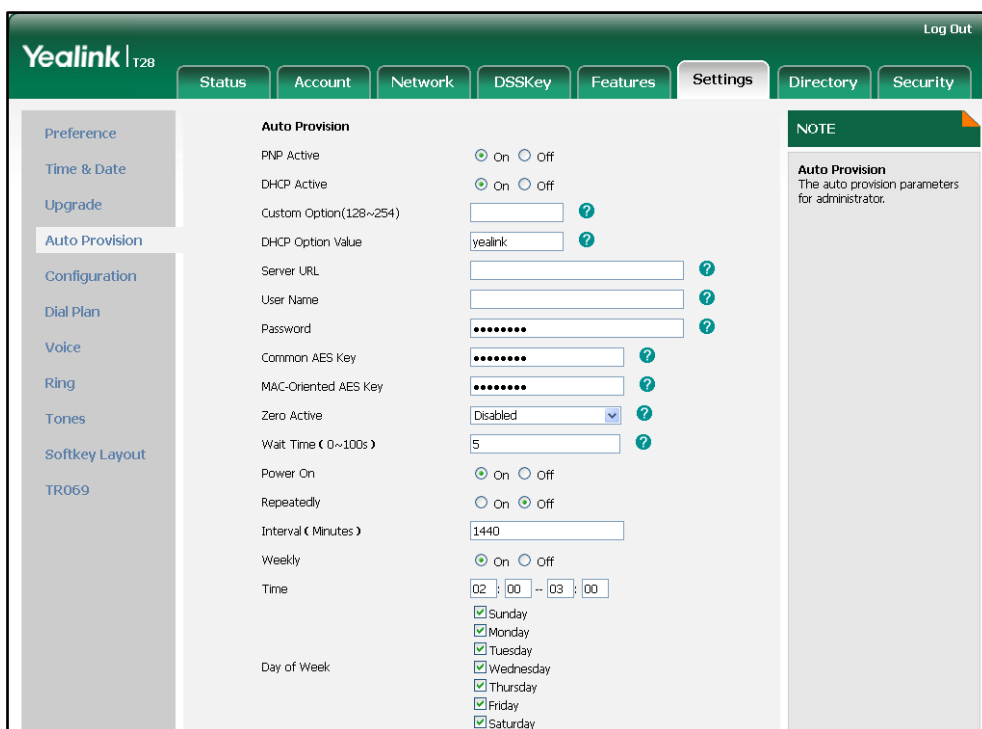 Log Out
Yealink T28
Status Account Network DSSKey Features Settings Directory Security
Preference
Time & Date
Upgrade
Auto Provision
Configuration
Dial Plan
Voice
Ring
Tones
Softkey Layout
TR069
Auto Provision
PNP Active On Off
DHCP Active On Off
Custom Option(128~254) ?
DHCP Option Value yealink ?
Server URL ?
User Name ?
Password •••••••• ?
Common AES Key •••••••• ?
MAC-Oriented AES Key •••••••• ?
Zero Active Disabled ?
Wait Time ( 0~100s ) 5 ?
Power On On Off
Repeatedly On Off
Interval ( Minutes ) 1440
Weekly On Off
Time 02 : 00 -- 03 : 00
Day of Week
Sunday
Monday
Tuesday
Wednesday
Thursday
Friday
Saturday
NOTE
Auto Provision
The auto provision parameters
for administrator.